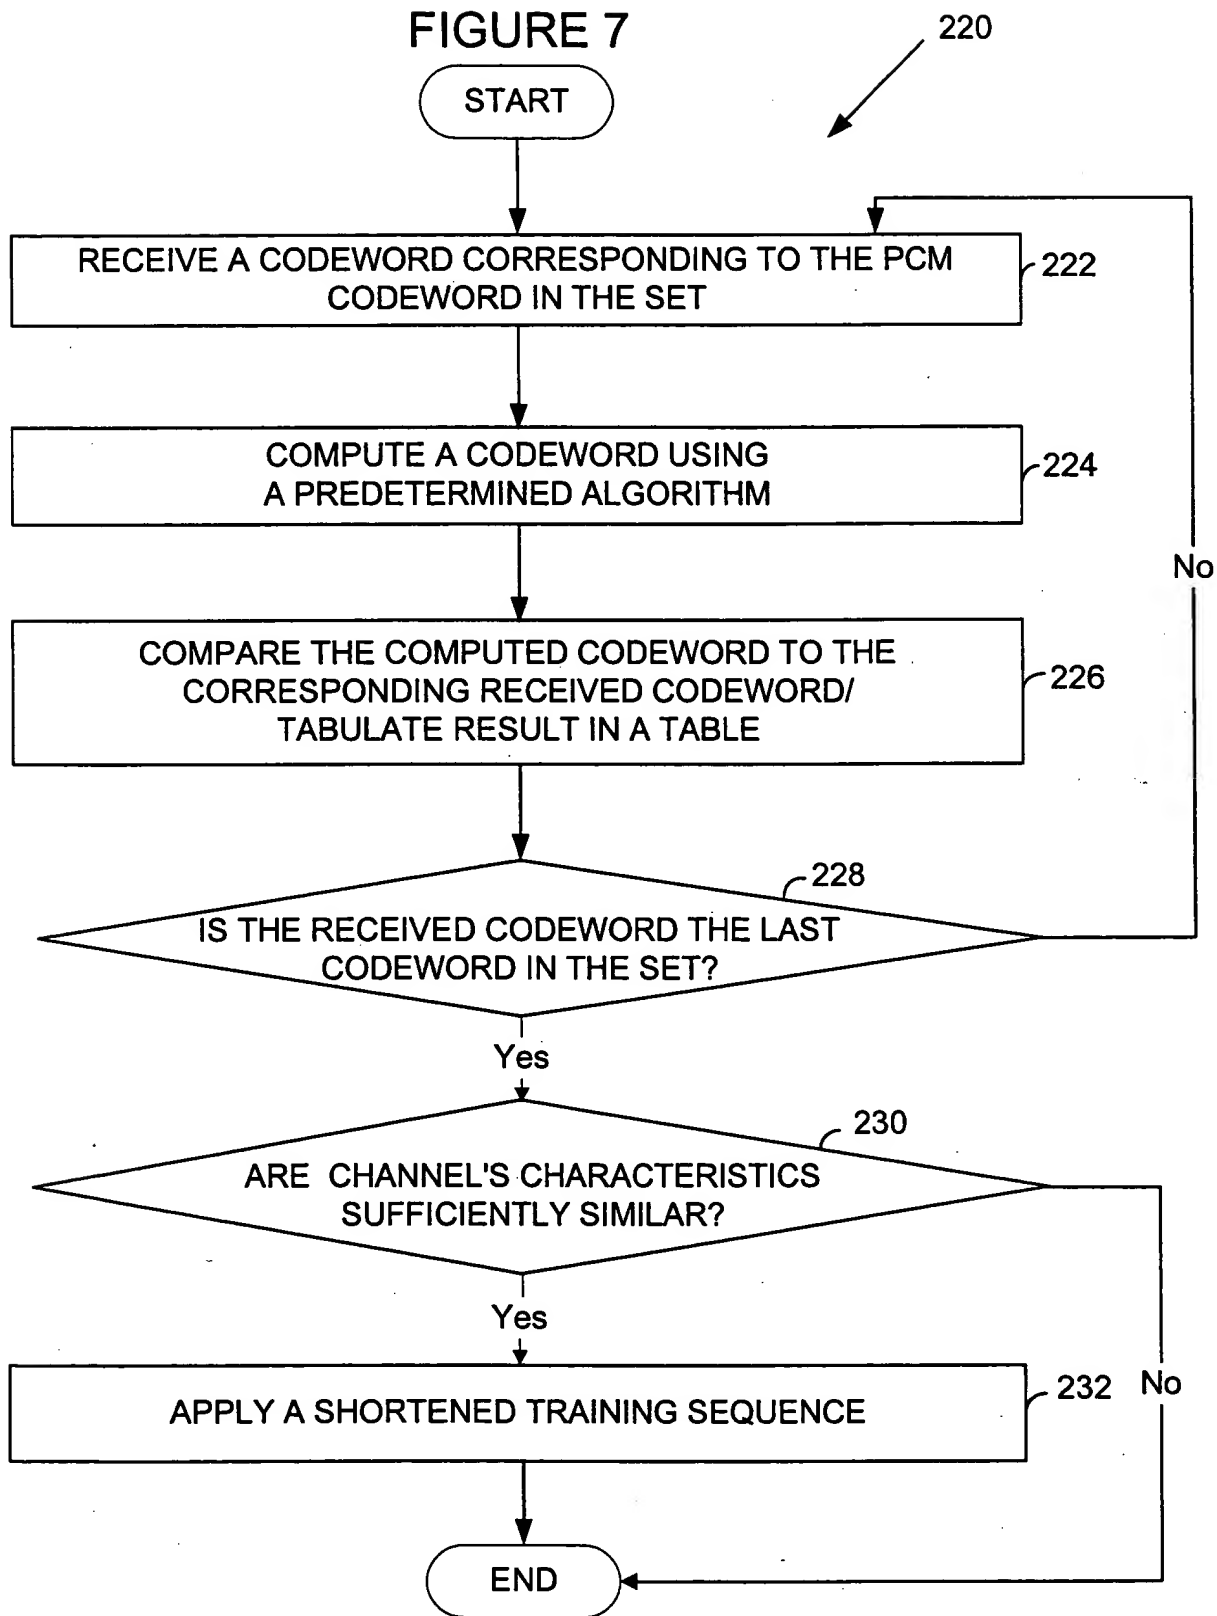 FIGURE 7
220
START
RECEIVE A CODEWORD CORRESPONDING TO THE PCM
CODEWORD IN THE SET
222
COMPUTE A CODEWORD USING
A PREDETERMINED ALGORITHM
224
No
COMPARE THE COMPUTED CODEWORD TO THE
CORRESPONDING RECEIVED CODEWORD/
TABULATE RESULT IN A TABLE
226
228
IS THE RECEIVED CODEWORD THE LAST
CODEWORD IN THE SET?
Yes
230
ARE CHANNEL'S CHARACTERISTICS
SUFFICIENTLY SIMILAR?
Yes
APPLY A SHORTENED TRAINING SEQUENCE
232
No
END